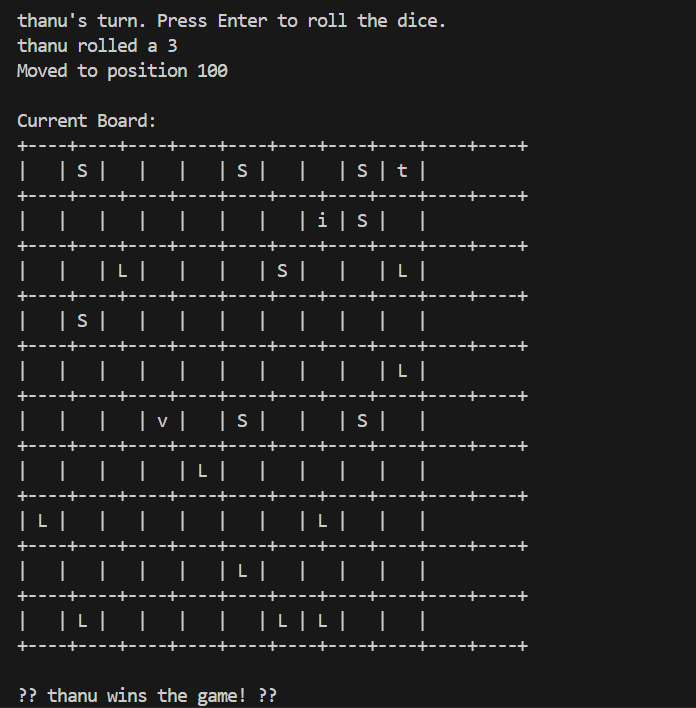 thanu's turn. Press Enter to roll the dice.
thanu rolled a 3
Moved to position 100

Current Board:
+----+----+----+----+----+----+----+----+----+----+
|   | S |   |   |   | S |   |   | S | t |
+----+----+----+----+----+----+----+----+----+----+
|   |   |   |   |   |   |   | i | S |   |
+----+----+----+----+----+----+----+----+----+----+
|   |   | L |   |   |   | S |   |   | L |
+----+----+----+----+----+----+----+----+----+----+
|   | S |   |   |   |   |   |   |   |   |
+----+----+----+----+----+----+----+----+----+----+
|   |   |   |   |   |   |   |   |   | L |
+----+----+----+----+----+----+----+----+----+----+
|   |   |   | v |   | S |   |   | S |   |
+----+----+----+----+----+----+----+----+----+----+
|   |   |   |   | L |   |   |   |   |   |
+----+----+----+----+----+----+----+----+----+----+
| L |   |   |   |   |   |   | L |   |   |
+----+----+----+----+----+----+----+----+----+----+
|   |   |   |   |   | L |   |   |   |   |
+----+----+----+----+----+----+----+----+----+----+
|   | L |   |   |   |   | L | L |   |   |
+----+----+----+----+----+----+----+----+----+----+

?? thanu wins the game! ??